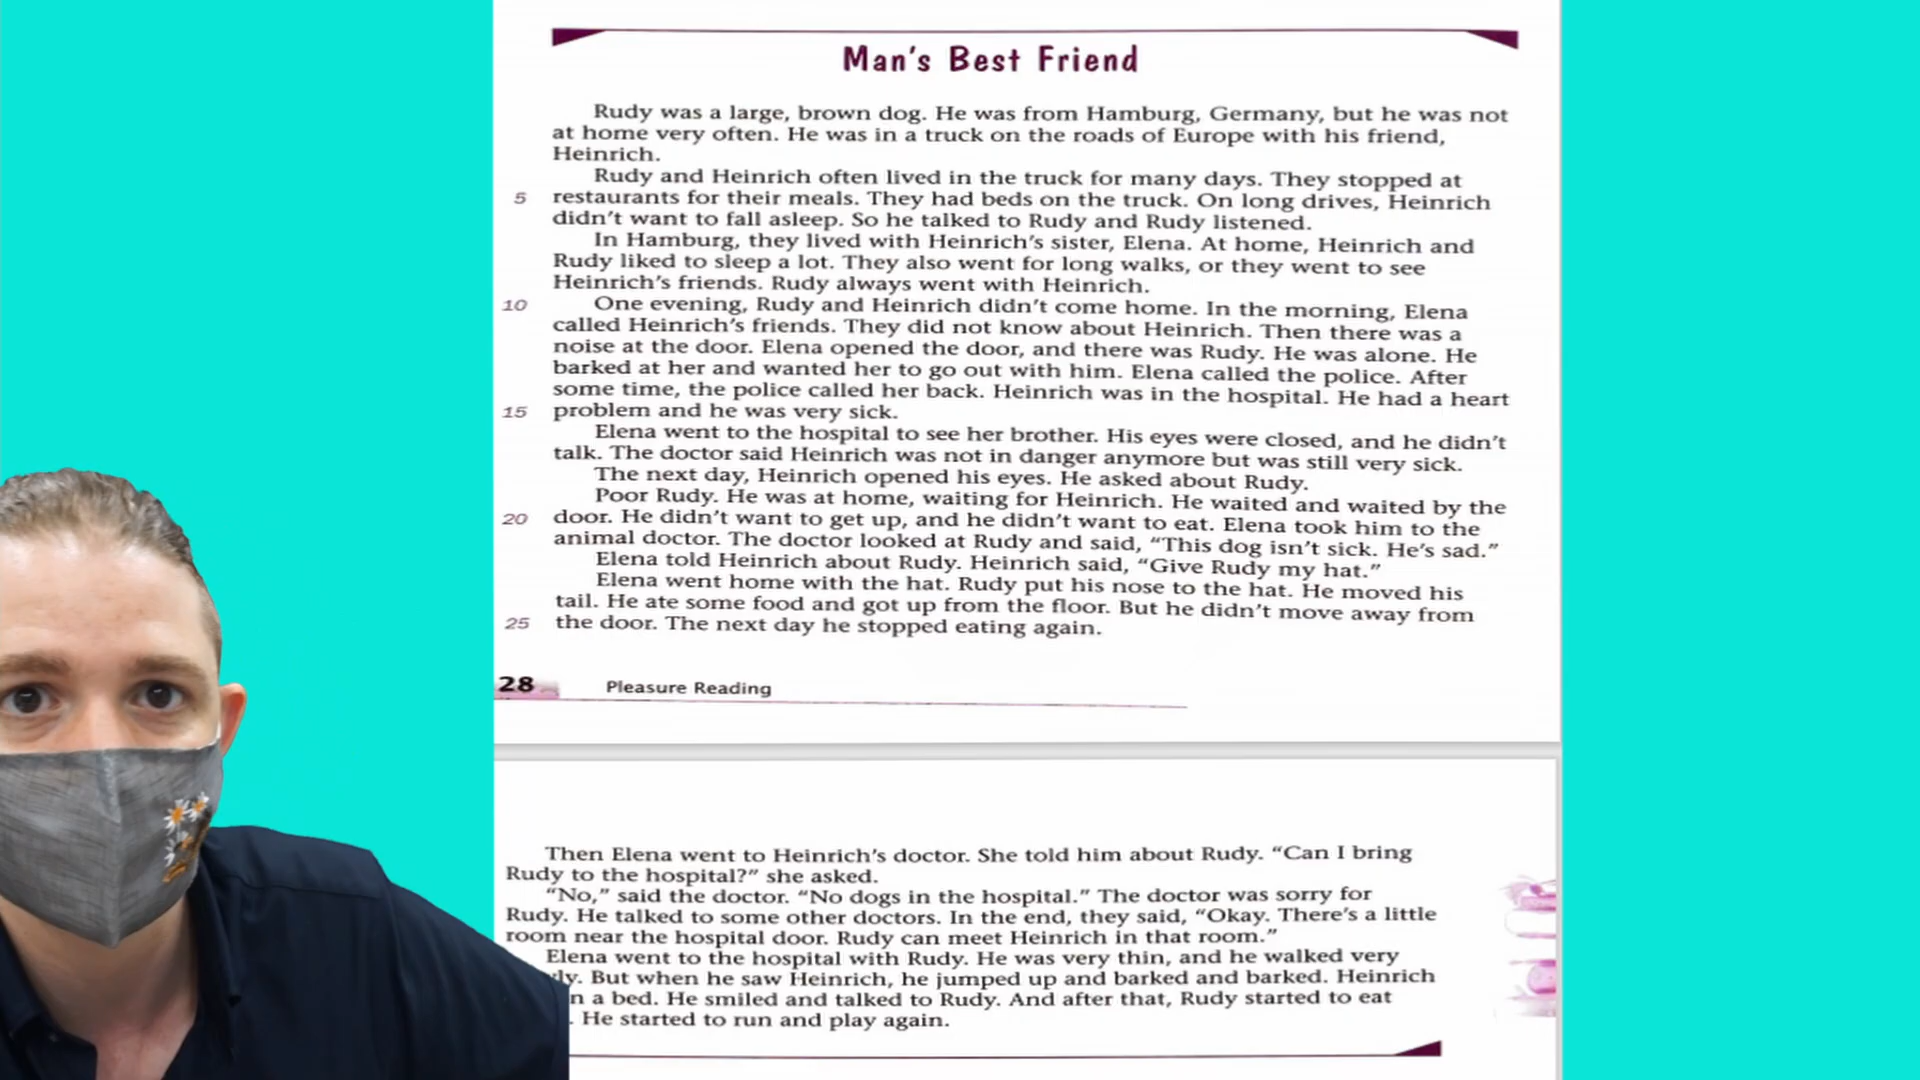 Man's Best Friend
Rudy was a large, brown dog. He was from Hamburg, Germany, but he was not
at home very often. He was in a truck on the roads of Europe with his friend,
Heinrich.
Rudy and Heinrich often lived in the truck for many days. They stopped at
5 restaurants for their meals. They had beds on the truck. On long drives, Heinrich
didn't want to fall asleep. So he talked to Rudy and Rudy listened.
In Hamburg, they lived with Heinrich's sister, Elena. At home, Heinrich and
Rudy liked to sleep a lot. They also went for long walks, or they went to see
Heinrich's friends. Rudy always went with Heinrich.
10 One evening, Rudy and Heinrich didn't come home. In the morning, Elena
called Heinrich's friends. They did not know about Heinrich. Then there was a
noise at the door. Elena opened the door, and there was Rudy. He was alone. He
barked at her and wanted her to go out with him. Elena called the police. After
some time, the police called her back. Heinrich was in the hospital. He had a heart
15 problem and he was very sick.
Elena went to the hospital to see her brother. His eyes were closed, and he didn't
talk. The doctor said Heinrich was not in danger anymore but was still very sick.
The next day, Heinrich opened his eyes. He asked about Rudy.
Poor Rudy. He was at home, waiting for Heinrich. He waited and waited by the
20 door. He didn't want to get up, and he didn't want to eat. Elena took him to the
animal doctor. The doctor looked at Rudy and said, "This dog isn't sick. He's sad."
Elena told Heinrich about Rudy. Heinrich said, "Give Rudy my hat."
Elena went home with the hat. Rudy put his nose to the hat. He moved his
tail. He ate some food and got up from the floor. But he didn't move away from
25 the door. The next day he stopped eating again.
28 Pleasure Reading
Then Elena went to Heinrich's doctor. She told him about Rudy. "Can I bring
Rudy to the hospital?" she asked.
"No," said the doctor. "No dogs in the hospital." The doctor was sorry for
Rudy. He talked to some other doctors. In the end, they said, "Okay. There's a little
room near the hospital door. Rudy can meet Heinrich in that room."
Elena went to the hospital with Rudy. He was very thin, and he walked very
But when he saw Heinrich, he jumped up and barked and barked. Heinrich
n a bed. He smiled and talked to Rudy. And after that, Rudy started to eat
. He started to run and play again.